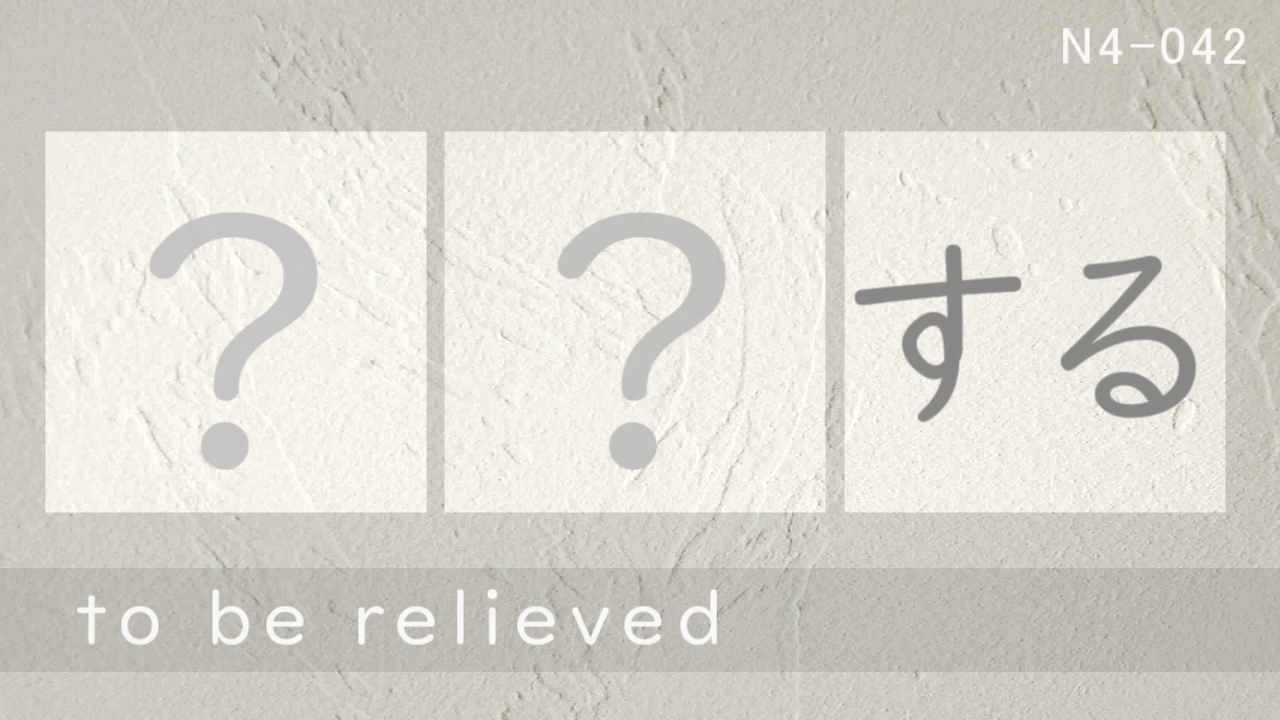 N4-042
? ? する
to be relieved